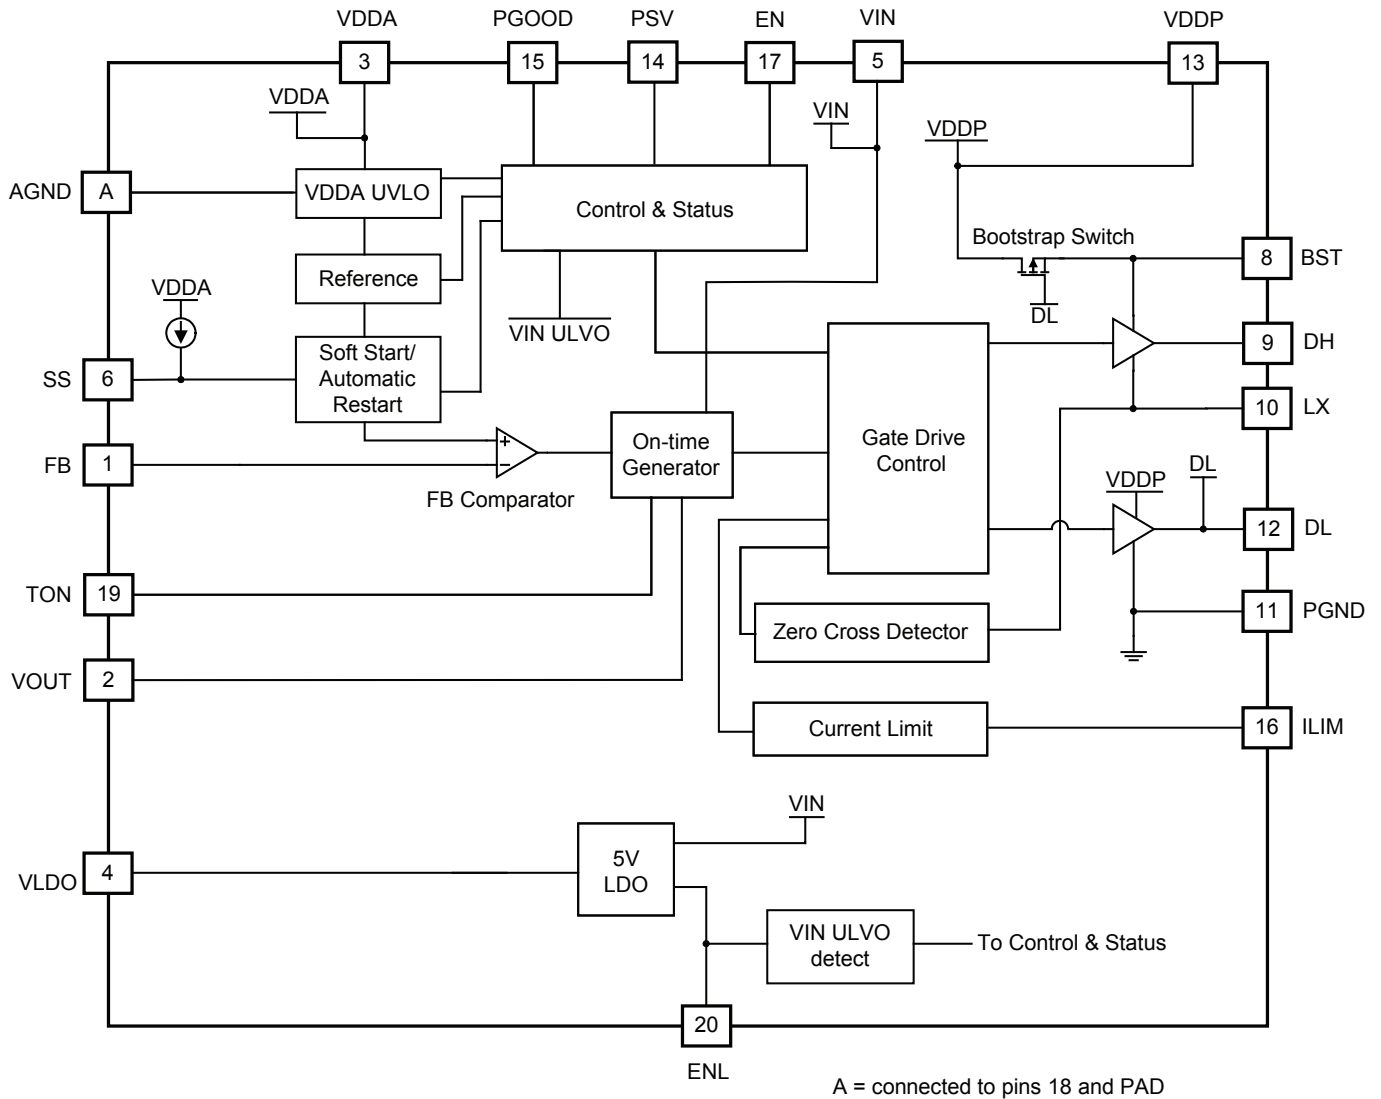 VDDA
PGOOD
PSV
EN
VIN
VDDP
3
15
14
17
5
13
VDDA
VIN
VDDP
AGND
A
VDDA UVLO
Control & Status
Bootstrap Switch
8
BST
Reference
VDDA
DL
VIN ULVO
9
DH
SS
6
Soft Start/
Automatic
Restart
10
LX
FB
1
+
−
FB Comparator
On-time
Generator
Gate Drive
Control
VDDP
DL
12
DL
TON
19
11
PGND
Zero Cross Detector
VOUT
2
Current Limit
16
ILIM
VIN
VLDO
4
5V
LDO
VIN ULVO
detect
To Control & Status
20
ENL
A = connected to pins 18 and PAD